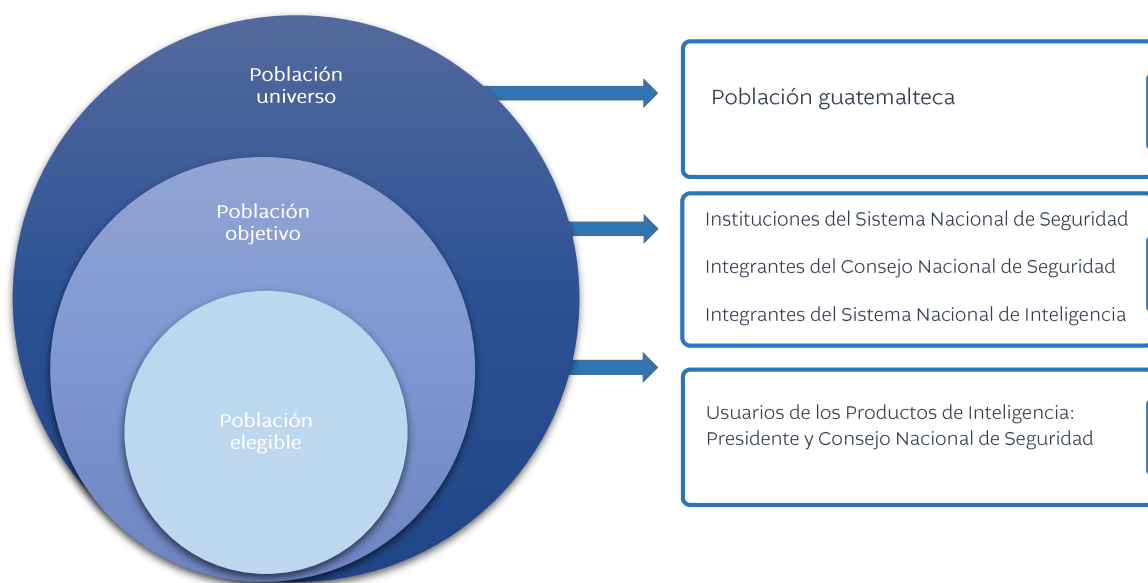 Población
universo
Población guatemalteca
Población
objetivo
Instituciones del Sistema Nacional de Seguridad
Integrantes del Consejo Nacional de Seguridad
Integrantes del Sistema Nacional de Inteligencia
Población
elegible
Usuarios de los Productos de Inteligencia:
Presidente y Consejo Nacional de Seguridad